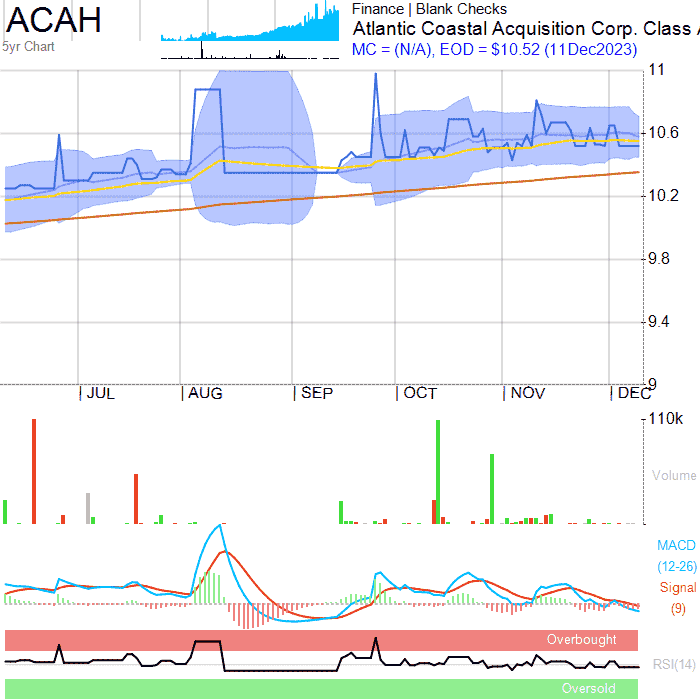 ACAH
5yr Chart
Finance | Blank Checks
Atlantic Coastal Acquisition Corp. Class A
MC = (N/A), EOD = $10.52 (11Dec2023)
11
10.6
10.2
9.8
9.4
9
JUL
AUG
SEP
OCT
NOV
DEC
110k
Volume
MACD
(12-26)
Signal
(9)
Overbought
RSI(14)
Oversold